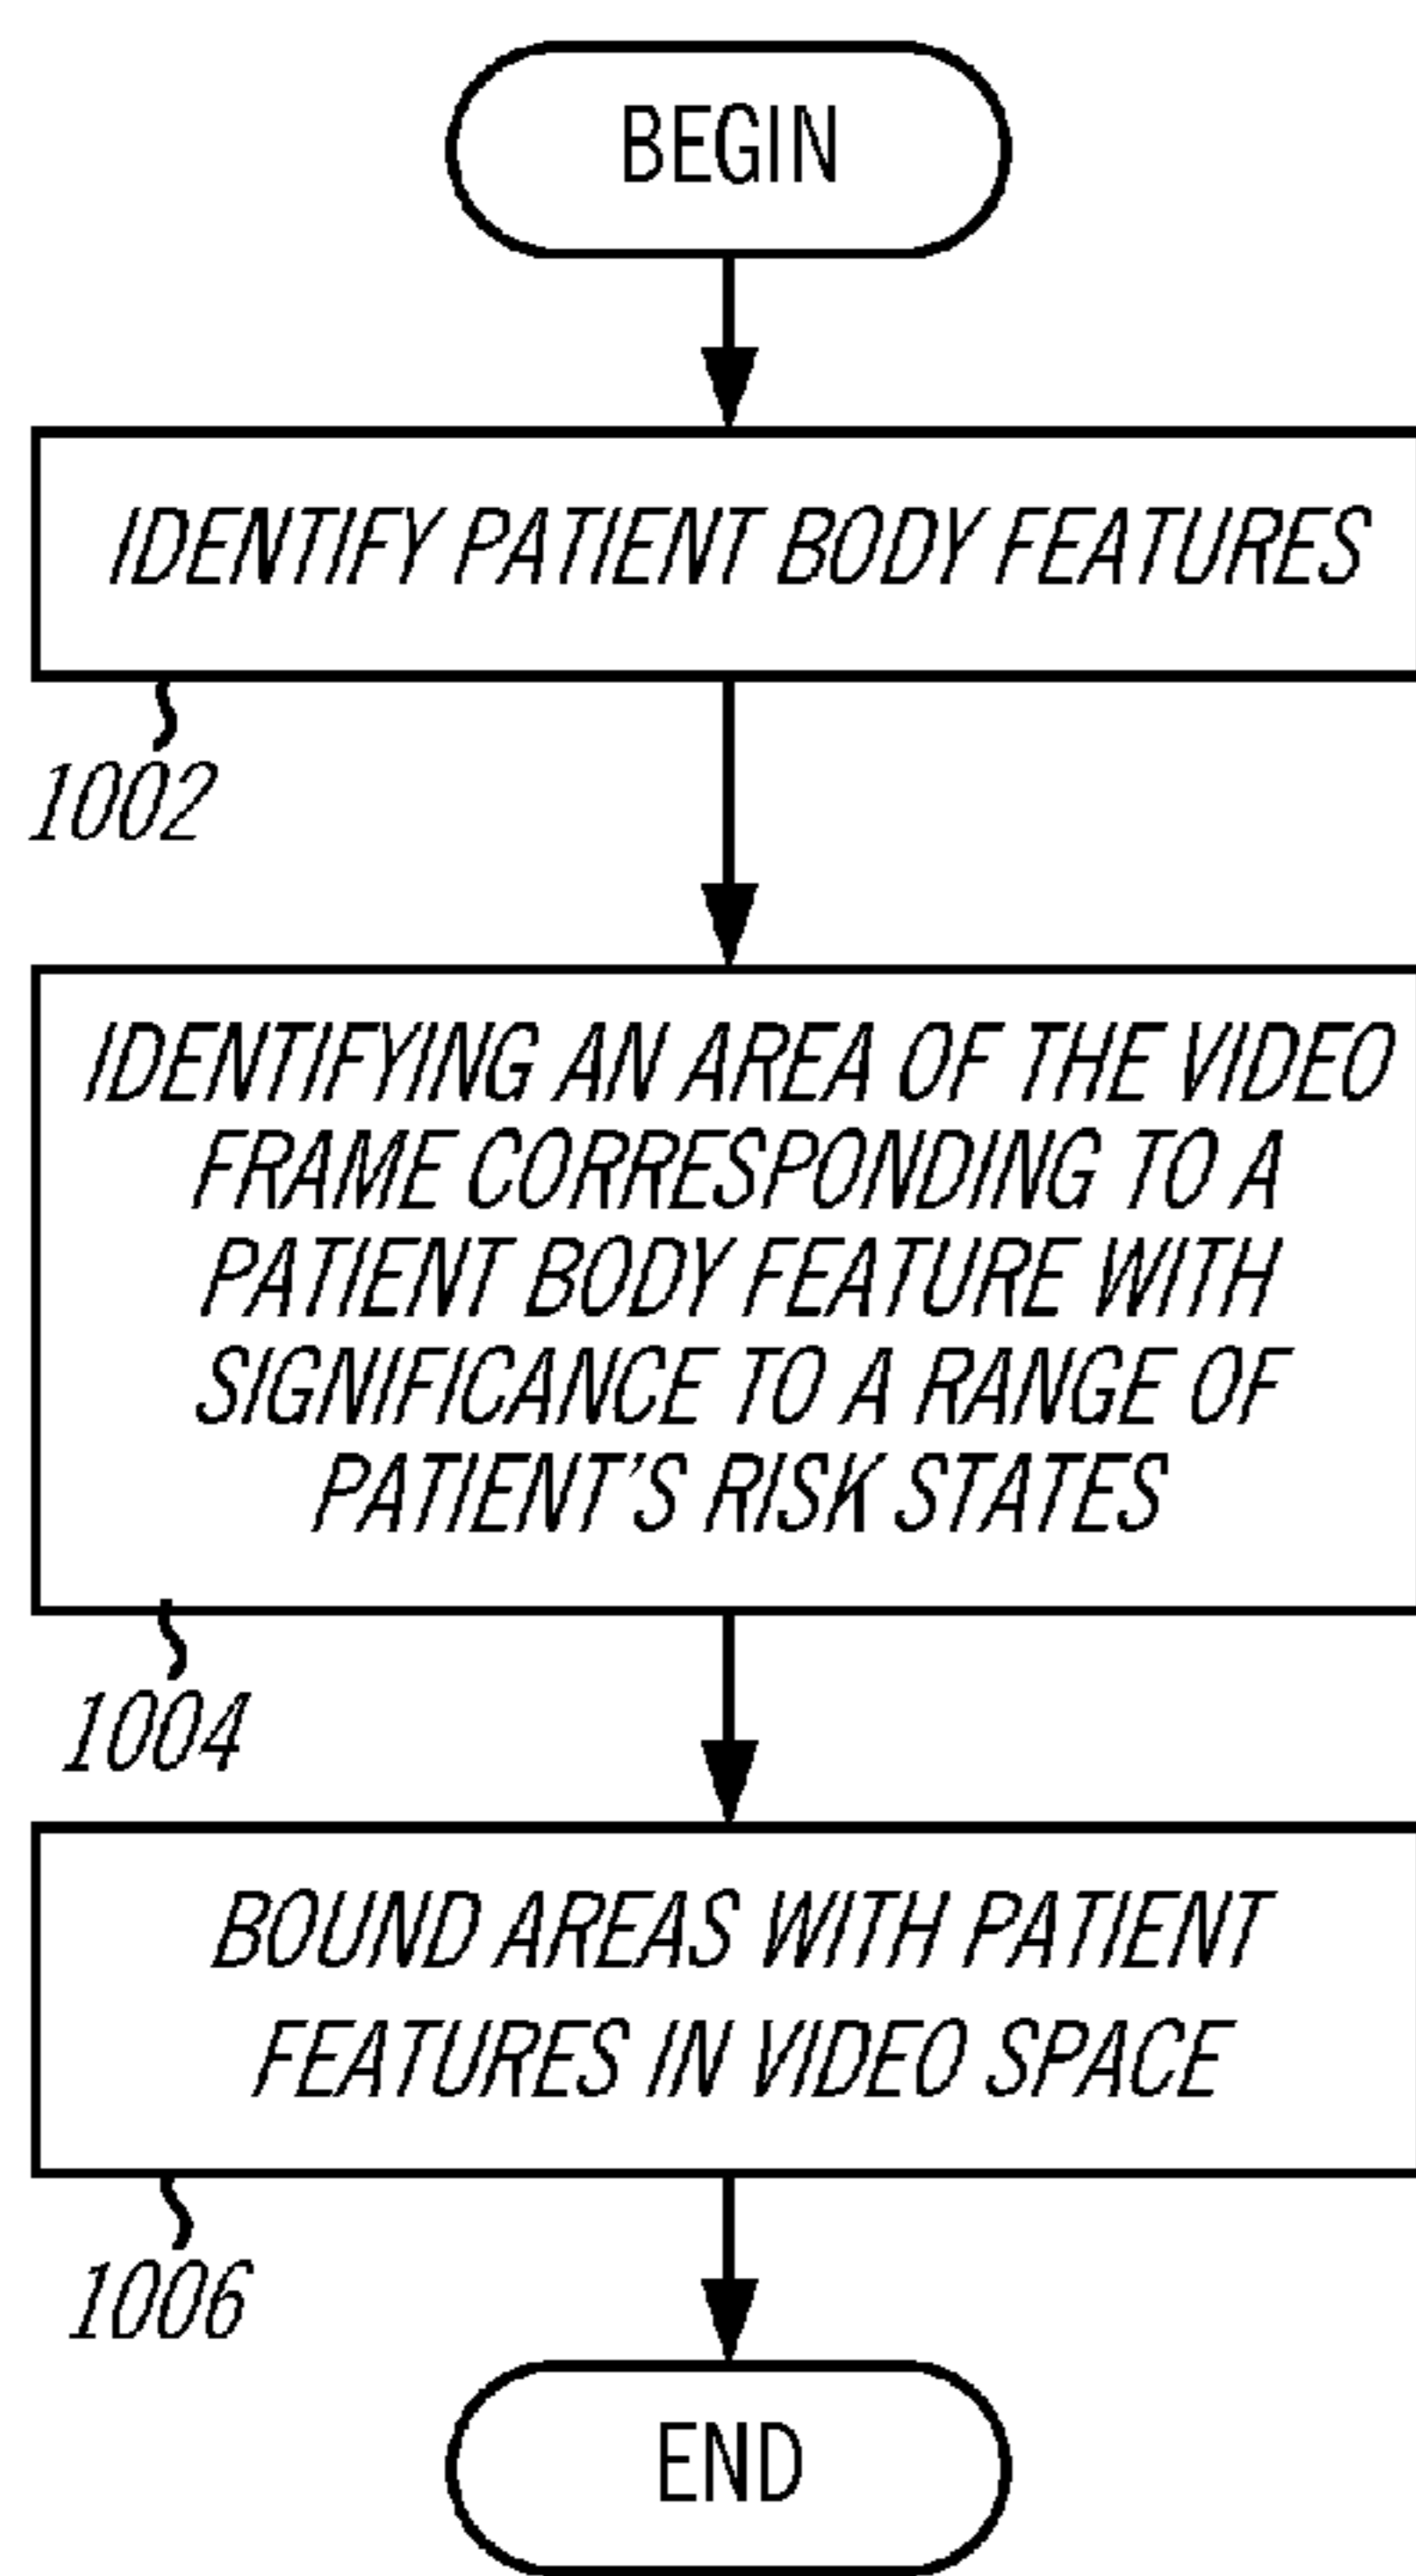 BEGIN
IDENTIFY PATIENT BODY FEATURES
1002
IDENTIFYING AN AREA OF THE VIDEO
FRAME CORRESPONDING TO A
PATIENT BODY FEATURE WITH
SIGNIFICANCE TO A RANGE OF
PATIENT'S RISK STATES
1004
BOUND AREAS WITH PATIENT
FEATURES IN VIDEO SPACE
1006
END